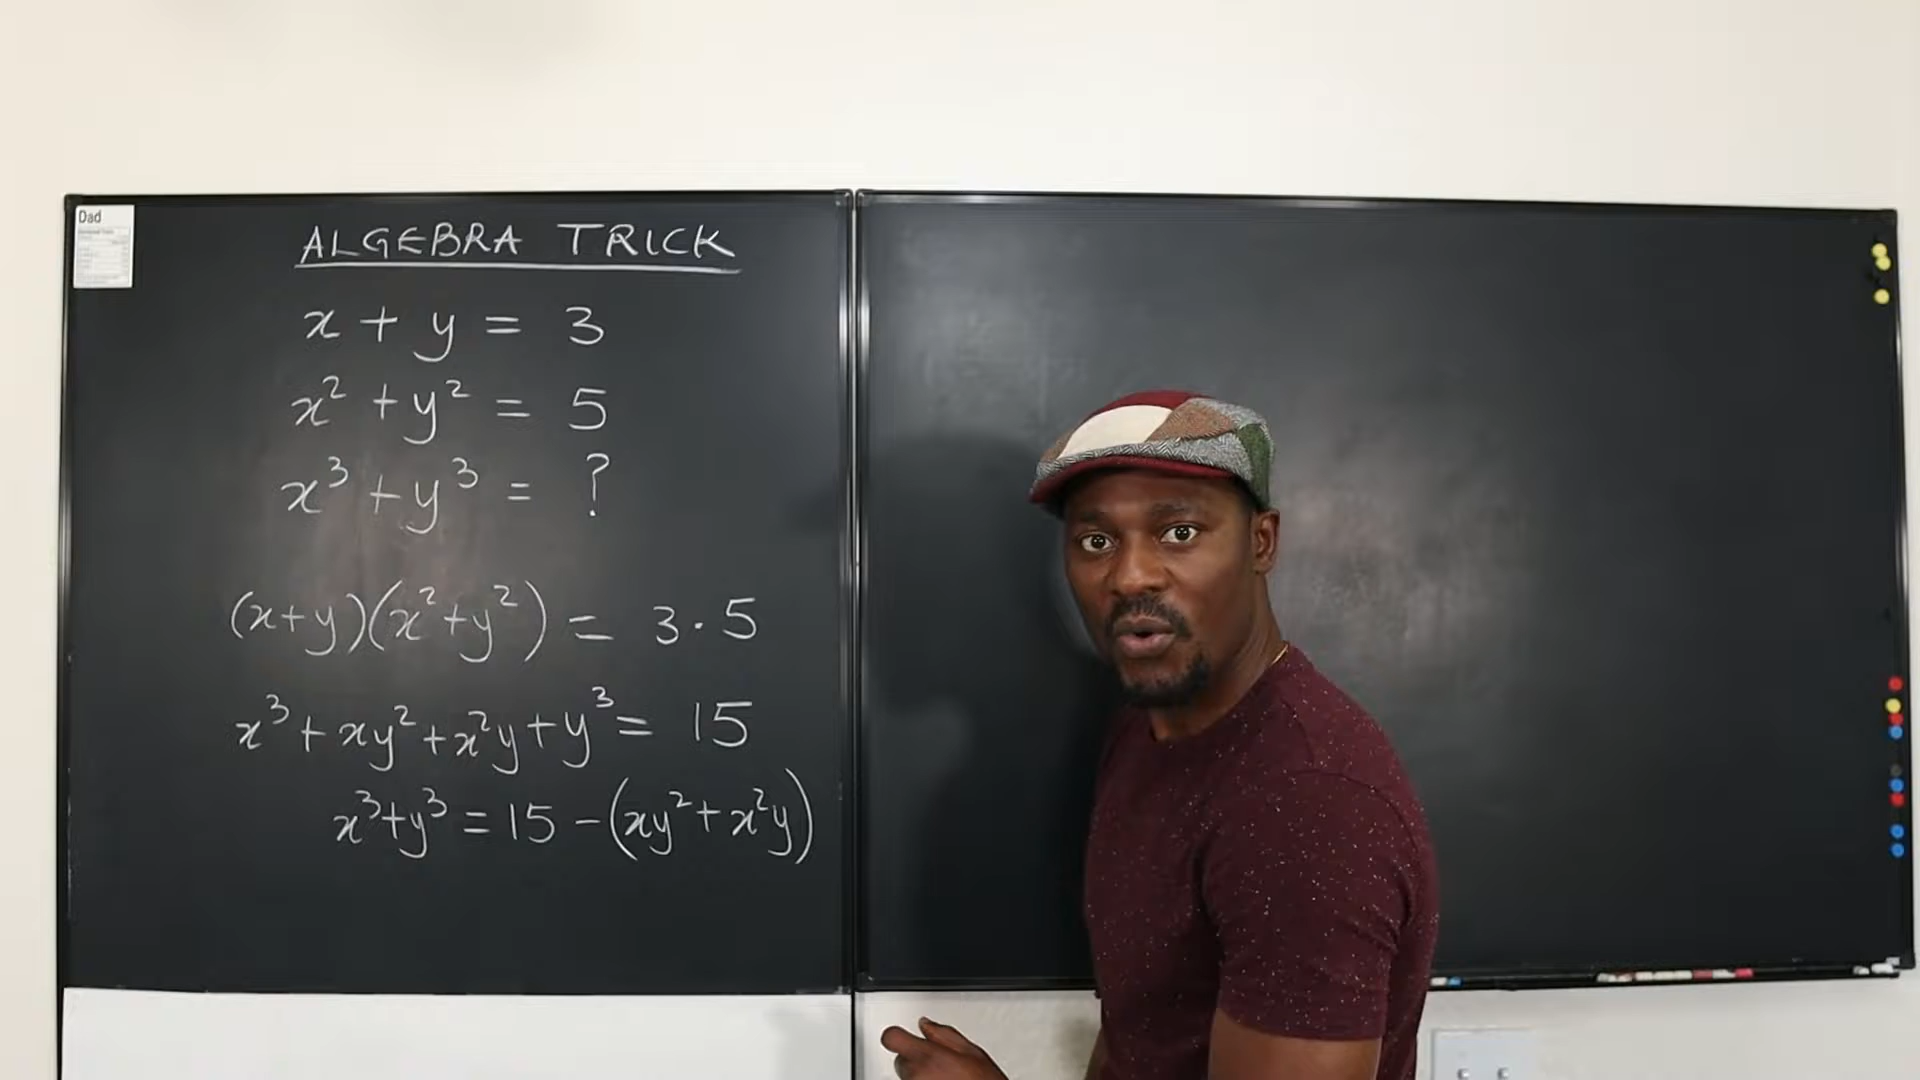 Dad
ALGEBRA TRICK
x + y = 3
x² + y² = 5
x³ + y³ = ?
(x+y)(x²+y²) = 3·5
x³ + xy² + x²y + y³ = 15
x³+y³ = 15 - (xy² + x²y)